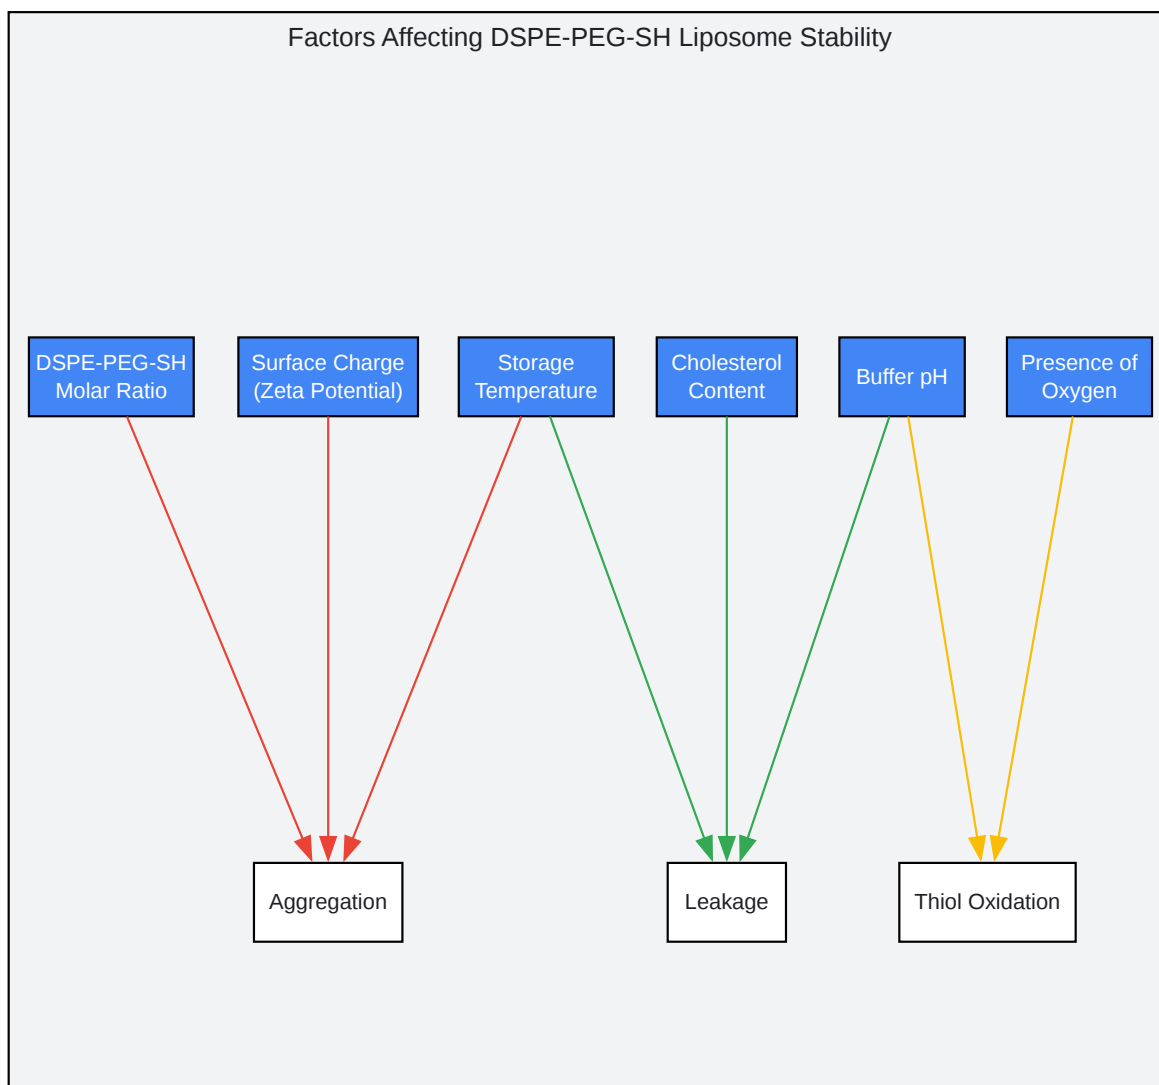 Factors Affecting DSPE-PEG-SH Liposome Stability
DSPE-PEG-SH
Molar Ratio
Surface Charge
(Zeta Potential)
Storage
Temperature
Cholesterol
Content
Buffer pH
Presence of
Oxygen
Aggregation
Leakage
Thiol Oxidation